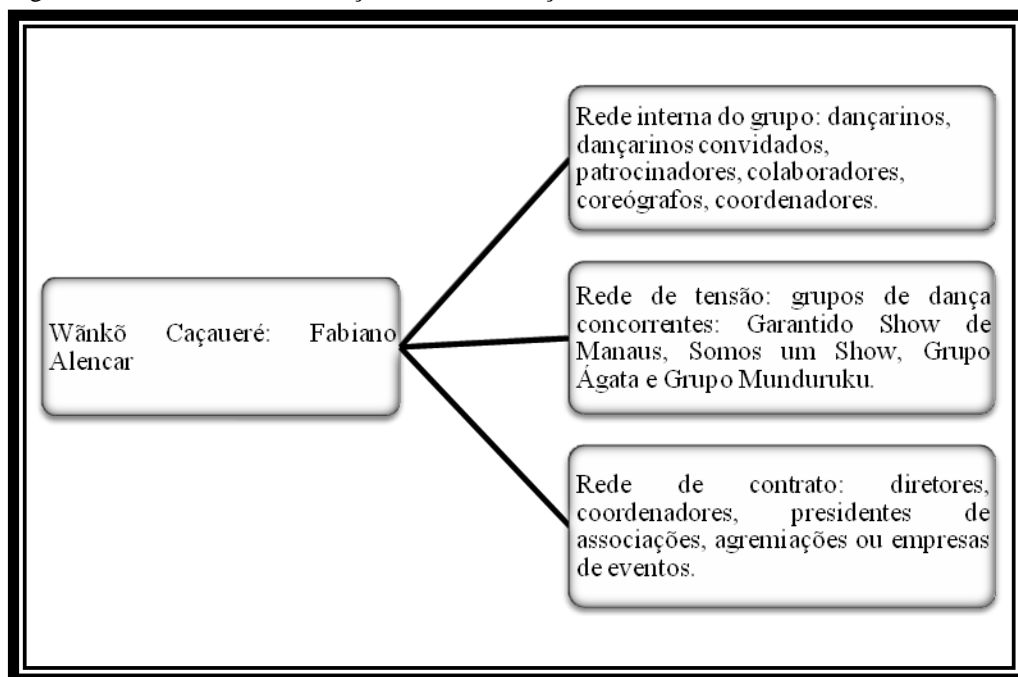 Wãnkõ Caçaueré: Fabiano
Alencar
Rede interna do grupo: dançarinos,
dançarinos convidados,
patrocinadores, colaboradores,
coreógrafos, coordenadores.
Rede de tensão: grupos de dança
concorrentes: Garantido Show de
Manaus, Somos um Show, Grupo
Ágata e Grupo Munduruku.
Rede de contrato: diretores,
coordenadores, presidentes de
associações, agremiações ou empresas
de eventos.